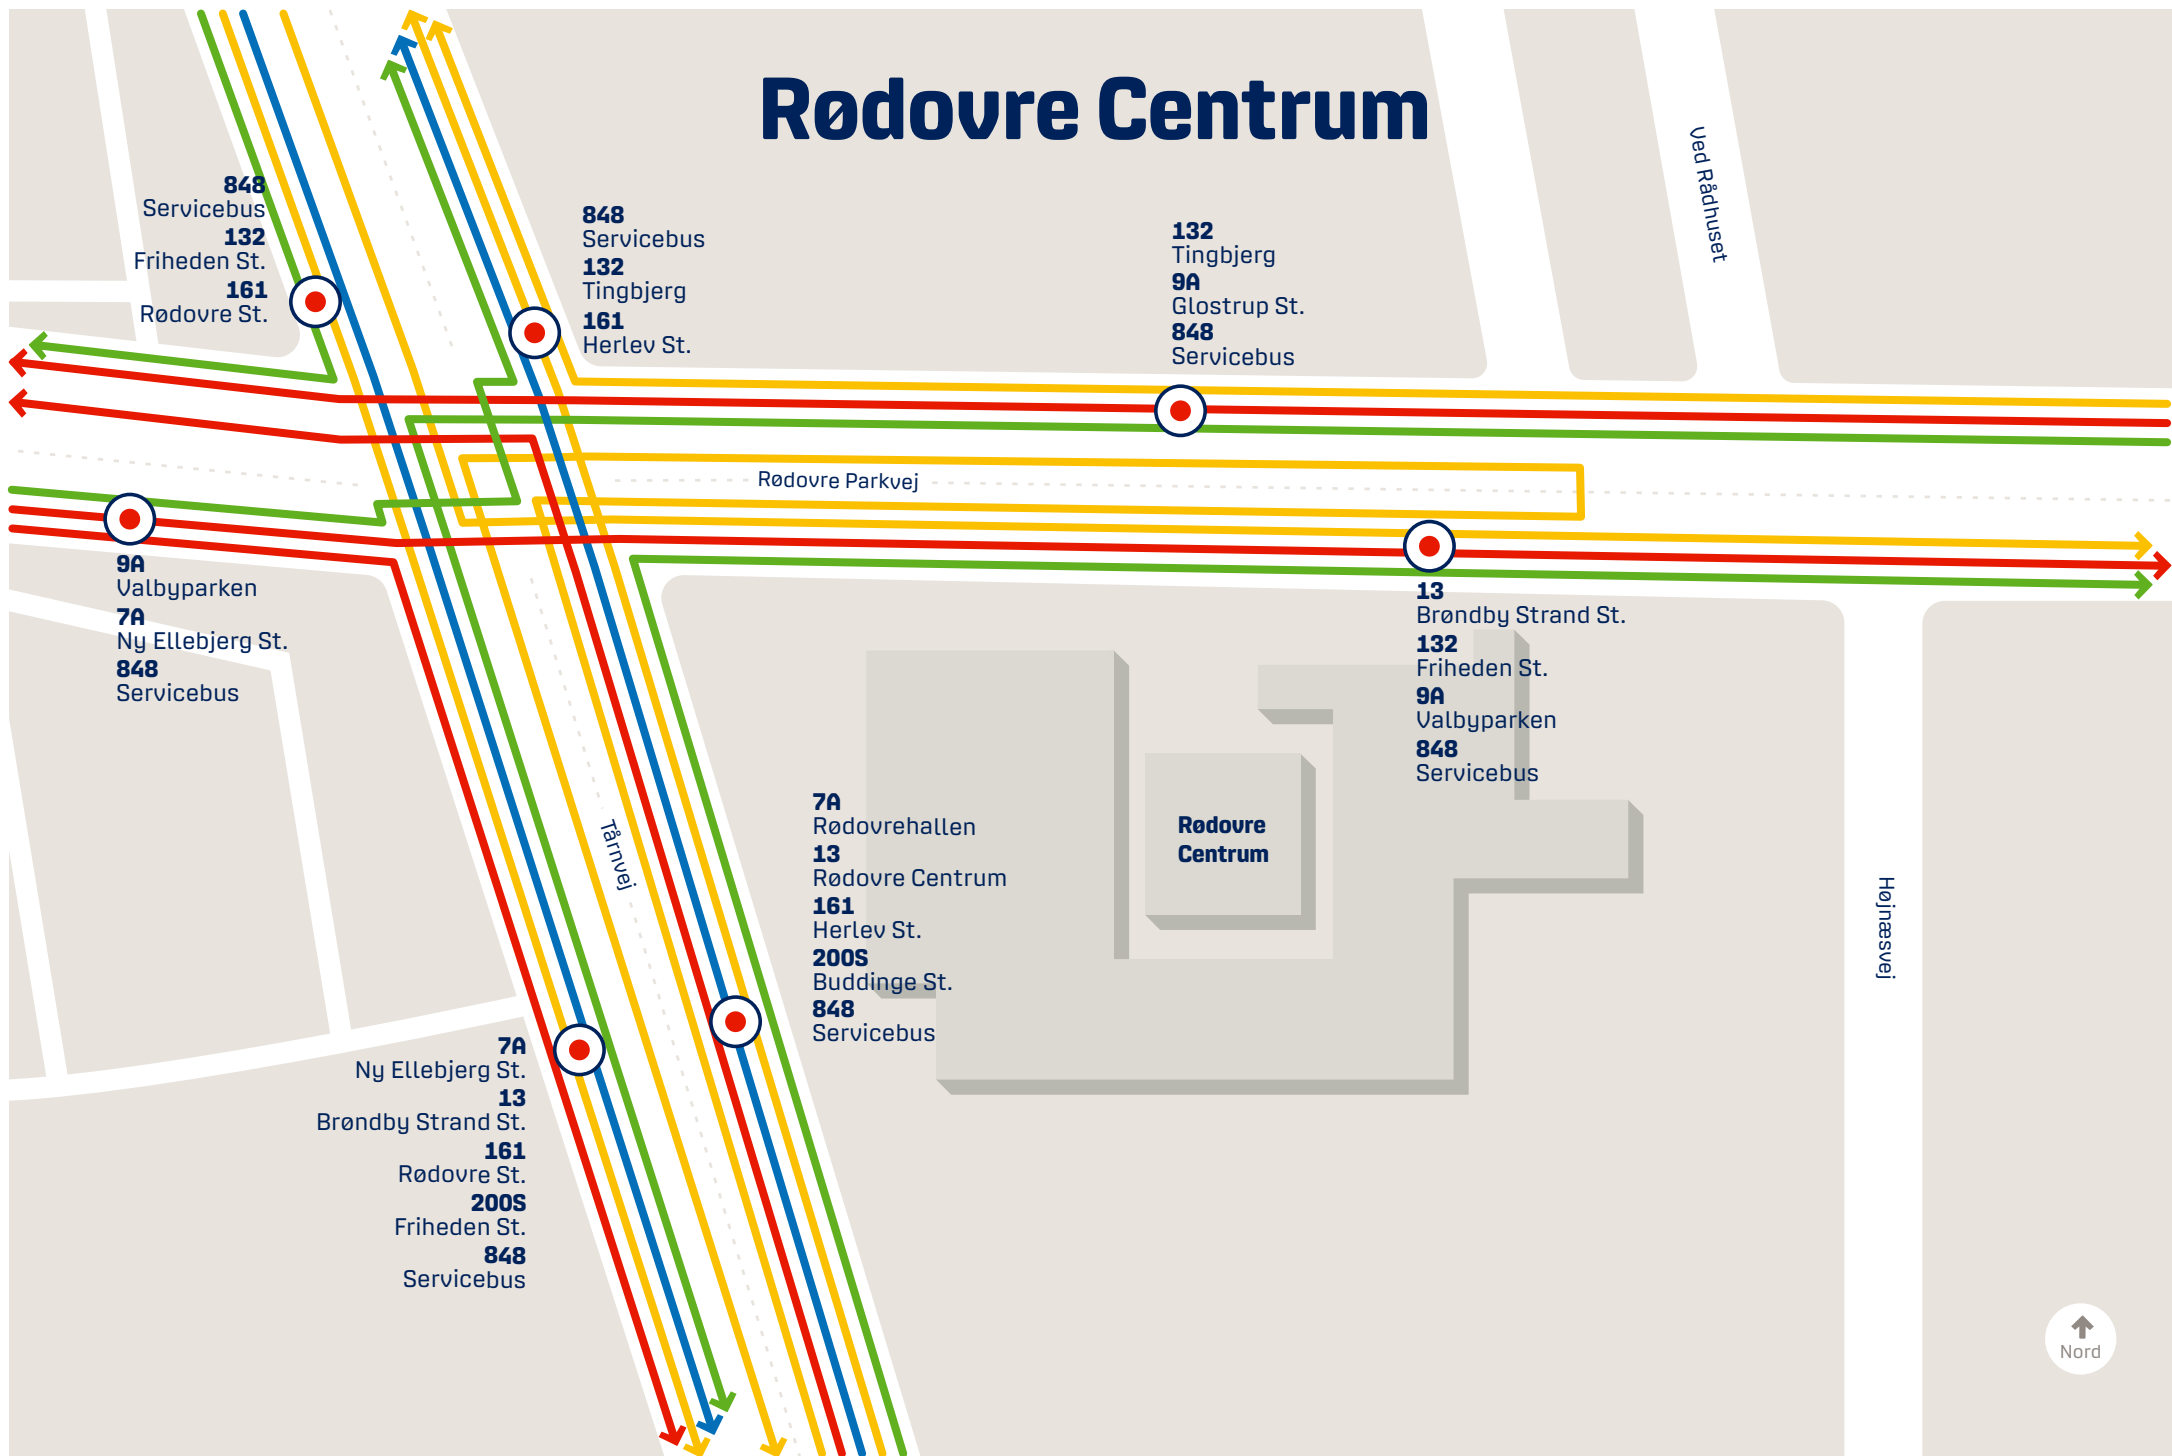 Rødovre Centrum
848
Servicebus
132
Friheden St.
161
Rødovre St.
848
Servicebus
132
Tingbjerg
161
Herlev St.
132
Tingbjerg
9A
Glostrup St.
848
Servicebus
Ved Rådhuset
Rødovre Parkvej
9A
Valbyparken
7A
Ny Ellebjerg St.
848
Servicebus
13
Brøndby Strand St.
132
Friheden St.
9A
Valbyparken
848
Servicebus
Tårnvej
7A
Rødovrehallen
13
Rødovre Centrum
161
Herlev St.
200S
Buddinge St.
848
Servicebus
Rødovre
Centrum
Højnæsvej
7A
Ny Ellebjerg St.
13
Brøndby Strand St.
161
Rødovre St.
200S
Friheden St.
848
Servicebus
Nord